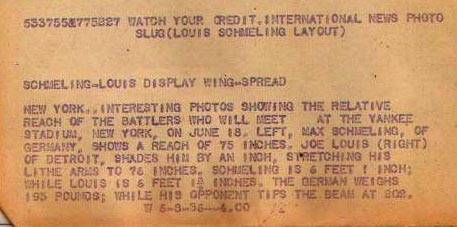 533755&775327 WATCH YOUR CREDIT.INTERNATIONAL NEWS PHOTO
SLUG(LOUIS SCHMELING LAYOUT)
SCHMELING-LOUIS DISPLAY WING-SPREAD
NEW YORK..INTERESTING PHOTOS SHOWING THE RELATIVE
REACH OF THE BATTLERS WHO WILL MEET AT THE YANKEE
STADIUM, NEW YORK, ON JUNE 18. LEFT, MAX SCHMELING, OF
GERMANY, SHOWS A REACH OF 75 INCHES. JOE LOUIS (RIGHT)
OF DETROIT, SHADES HIM BY AN INCH, STRETCHING HIS
LITHE ARMS TO 76 INCHES. SCHMELING IS 6 FEET 1 INCH;
WHILE LOUIS IS 6 FEET INCHES. THE GERMAN WEIGHS
195 POUNDS; WHILE HIS OPPONENT TIPS THE BEAM AT 202.
W 4.00